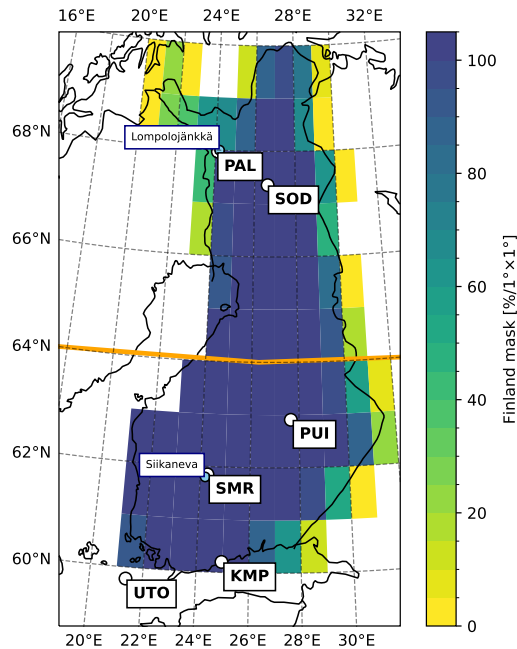 16°E 20°E 24°E 28°E 32°E
68°N
66°N
64°N
62°N
60°N
Lompolojänkkä
PAL
SOD
PUI
Siikaneva
SMR
KMP
UTO
20°E 22°E 24°E 26°E 28°E 30°E
100
80
60
40
20
0
Finland mask [%/1°×1°]